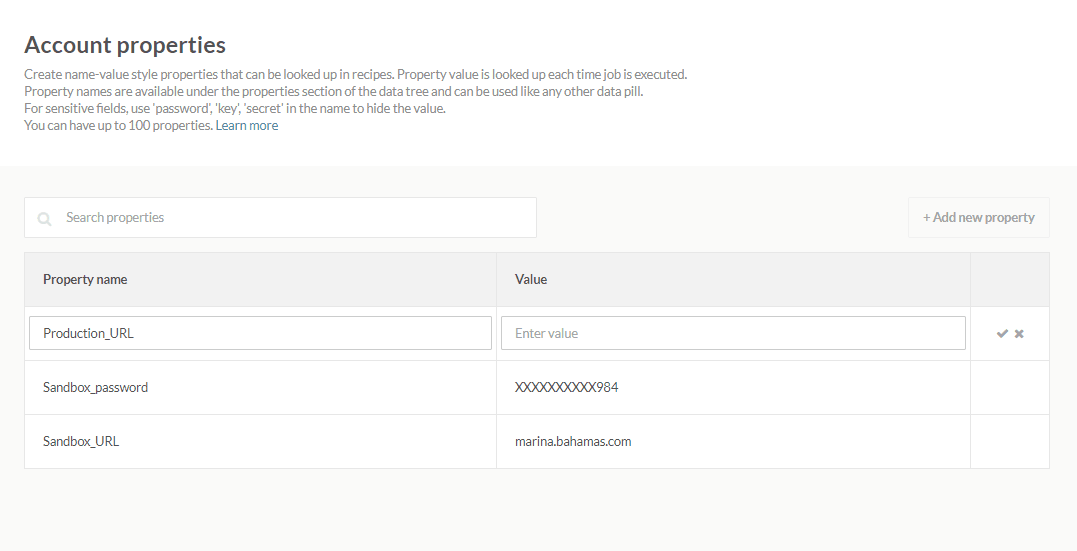 Account properties
Create name-value style properties that can be looked up in recipes. Property value is looked up each time job is executed.
Property names are available under the properties section of the data tree and can be used like any other data pill.
For sensitive fields, use 'password', 'key', 'secret' in the name to hide the value.
You can have up to 100 properties. Learn more
Search properties
+ Add new property
Property name Value
Production_URL Enter value
Sandbox_password XXXXXXXXXX984
Sandbox_URL marina.bahamas.com